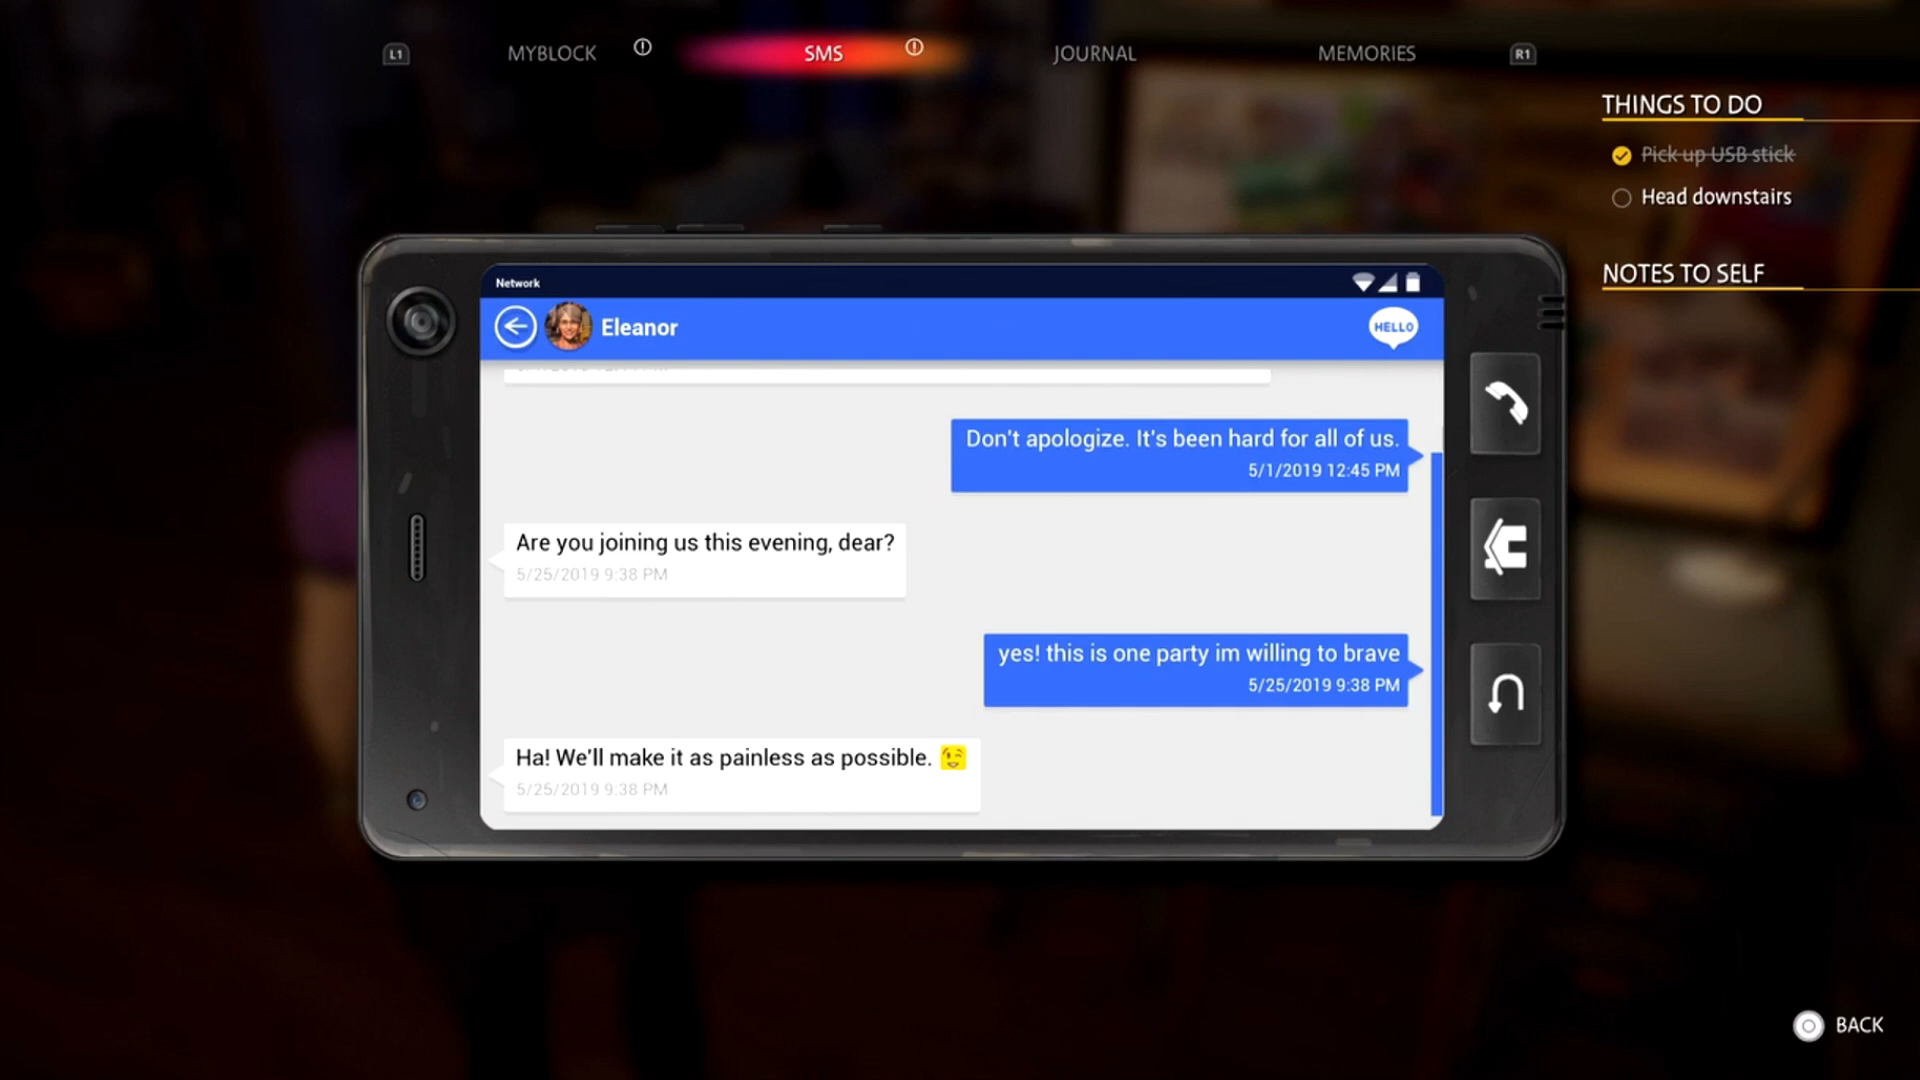 L1
MYBLOCK
SMS
JOURNAL
MEMORIES
R1
THINGS TO DO
Pick up USB stick
Head downstairs
NOTES TO SELF
Network
Eleanor
HELLO
Don't apologize. It's been hard for all of us.
5/1/2019 12:45 PM
Are you joining us this evening, dear?
5/25/2019 9:38 PM
yes! this is one party im willing to brave
5/25/2019 9:38 PM
Ha! We'll make it as painless as possible.
5/25/2019 9:38 PM
BACK